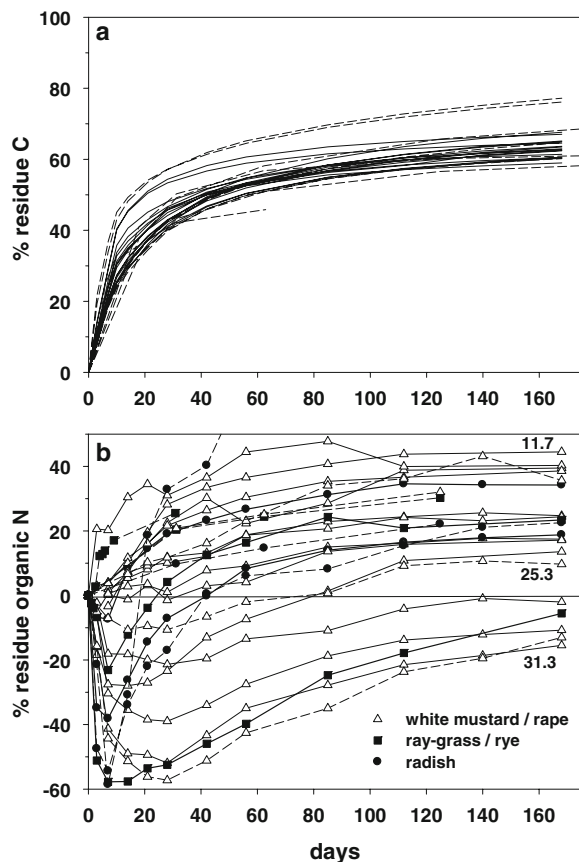 a
% residue C
100
80
60
40
20
0
0 20 40 60 80 100 120 140 160
b
% residue organic N
40
20
0
-20
-40
-60
11.7
25.3
31.3
white mustard / rape
ray-grass / rye
radish
0 20 40 60 80 100 120 140 160
days